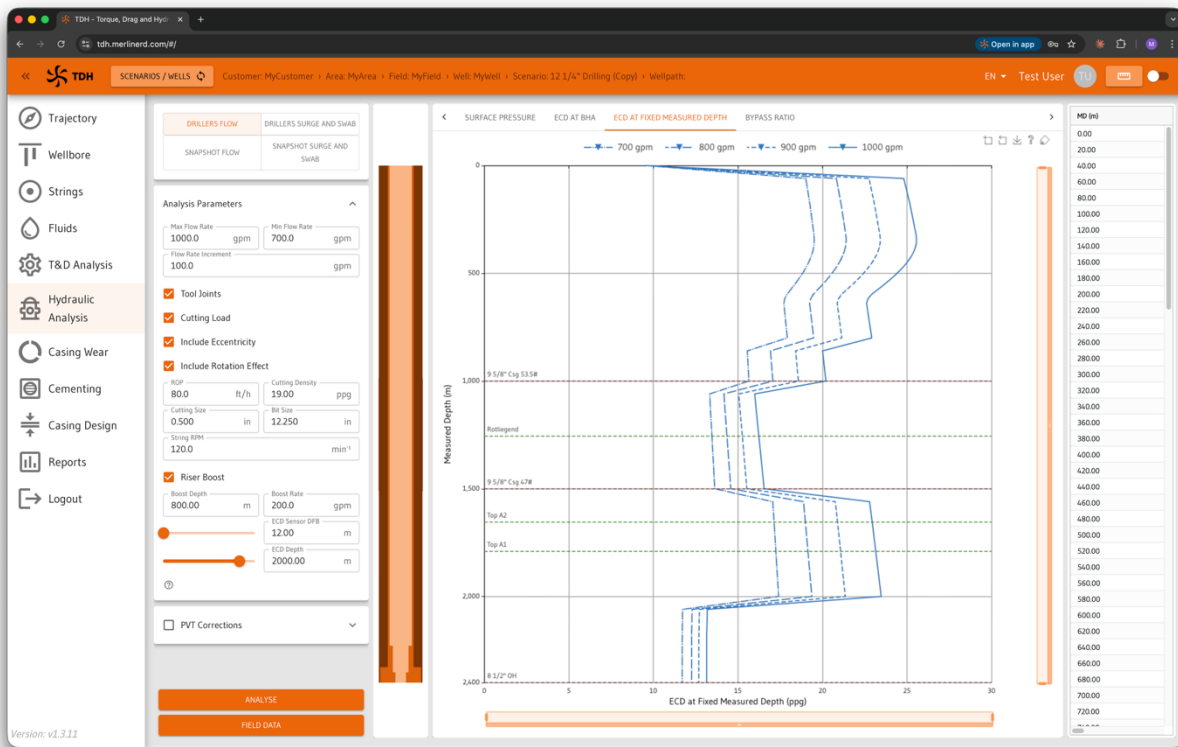 TDH - Torque, Drag and Hydr
tdh.merlinerd.com/#/
Open in app
M
TDH
SCENARIOS / WELLS
Customer: MyCustomer › Area: MyArea › Field: MyField › Well: MyWell › Scenario: 12 1/4" Drilling (Copy) › Wellpath:
EN
Test User
TU
Trajectory
Wellbore
Strings
Fluids
T&D Analysis
Hydraulic
Analysis
Casing Wear
Cementing
Casing Design
Reports
Logout
Version: v1.3.11
DRILLERS FLOW
DRILLERS SURGE AND SWAB
SNAPSHOT FLOW
SNAPSHOT SURGE AND
SWAB
Analysis Parameters
Max Flow Rate
1000.0 gpm
Min Flow Rate
700.0 gpm
Flow Rate Increment
100.0 gpm
Tool Joints
Cutting Load
Include Eccentricity
Include Rotation Effect
ROP
80.0 ft/h
Cutting Density
19.00 ppg
Cutting Size
0.500 in
Bit Size
12.250 in
String RPM
120.0 min⁻¹
Riser Boost
Boost Depth
800.00 m
Boost Rate
200.0 gpm
ECD Sensor DFB
12.00 m
ECD Depth
2000.00 m
PVT Corrections
ANALYSE
FIELD DATA
SURFACE PRESSURE
ECD AT BHA
ECD AT FIXED MEASURED DEPTH
BYPASS RATIO
700 gpm
800 gpm
900 gpm
1000 gpm
Measured Depth (m)
0
500
1,000
1,500
2,000
2,400
9 5/8" Csg 53.5#
Rotliegend
9 5/8" Csg 47#
Top A2
Top A1
8 1/2" OH
0
5
10
15
20
25
30
ECD at Fixed Measured Depth (ppg)
MD (m)
0.00
20.00
40.00
60.00
80.00
100.00
120.00
140.00
160.00
180.00
200.00
220.00
240.00
260.00
280.00
300.00
320.00
340.00
360.00
380.00
400.00
420.00
440.00
460.00
480.00
500.00
520.00
540.00
560.00
580.00
600.00
620.00
640.00
660.00
680.00
700.00
720.00